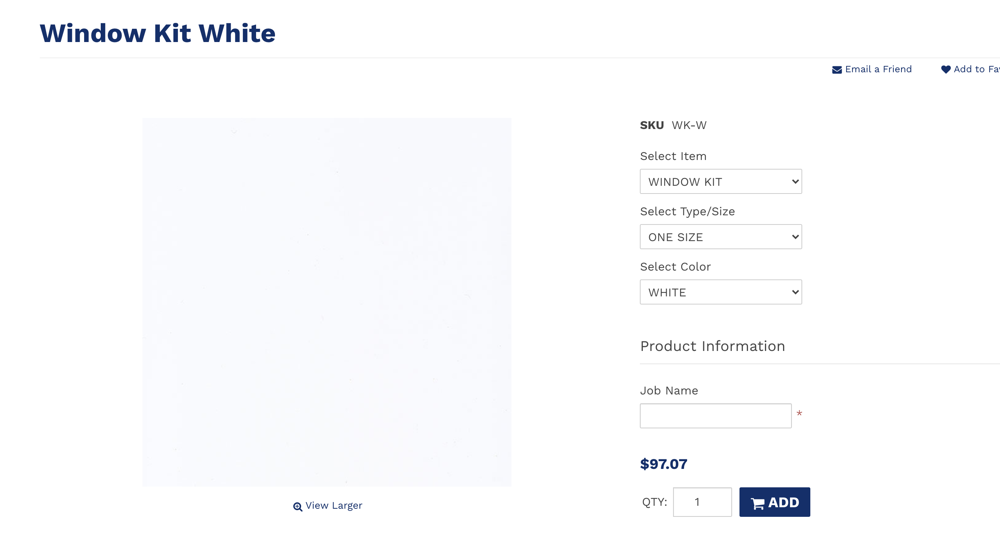 Window Kit White
Email a Friend
Add to Fav
SKU WK-W
Select Item
WINDOW KIT
Select Type/Size
ONE SIZE
Select Color
WHITE
Product Information
Job Name
*
$97.07
QTY: 1 ADD
View Larger